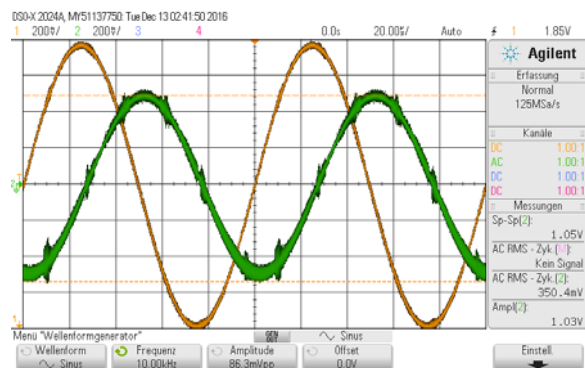 DSO-X 2024A, MY51137750: Tue Dec 13 02:41:50 2016
1 200♉/ 2 200♉/ 3 4 0.0s 20.00♉/ Auto 1 1.85V
Agilent
Erfassung
Normal
125MSa/s
Kanäle
DC 1.00:1
AC 1.00:1
DC 1.00:1
DC 1.00:1
Messungen
Sp-Sp(2):
1.05V
AC RMS - Zyk.(M):
Kein Signal
AC RMS - Zyk.(2):
350.4mV
Ampl(2):
1.03V
Menü "Wellenformgenerator"
GEN OUT
Sinus
Wellenform
Sinus
Frequenz
10.00kHz
Amplitude
86.3mVpp
Offset
0.0V
Einstell.